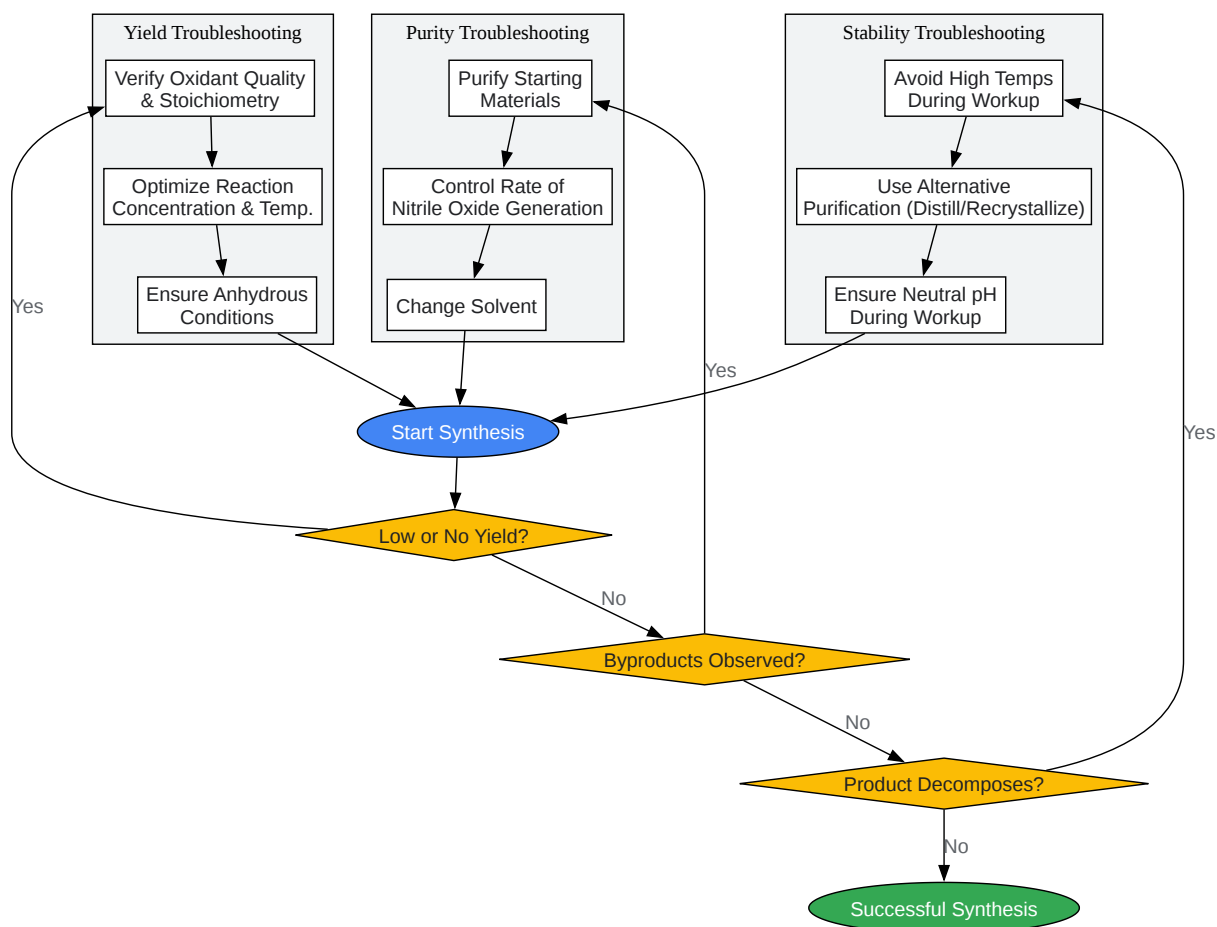 Yield Troubleshooting
Verify Oxidant Quality
& Stoichiometry
Optimize Reaction
Concentration & Temp.
Ensure Anhydrous
Conditions
Purity Troubleshooting
Purify Starting
Materials
Control Rate of
Nitrile Oxide Generation
Change Solvent
Stability Troubleshooting
Avoid High Temps
During Workup
Use Alternative
Purification (Distill/Recrystallize)
Ensure Neutral pH
During Workup
Yes
Yes
Yes
Start Synthesis
Low or No Yield?
No
Byproducts Observed?
No
Product Decomposes?
No
Successful Synthesis